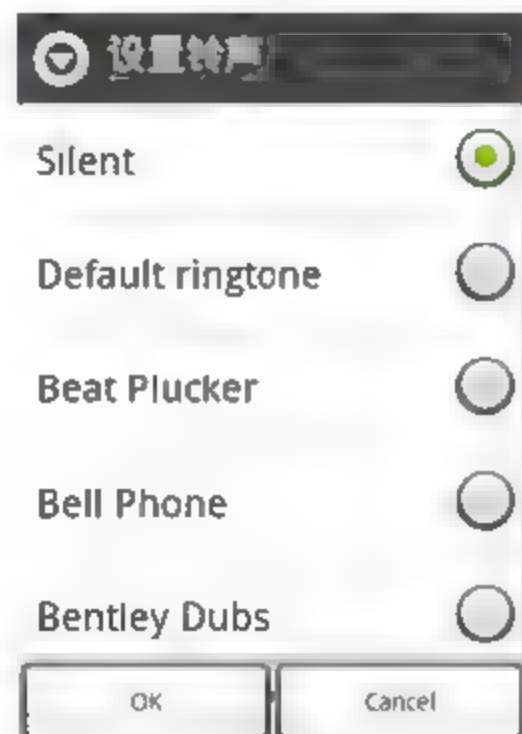 设置铃声
Silent
Default ringtone
Beat Plucker
Bell Phone
Bentley Dubs
OK
Cancel